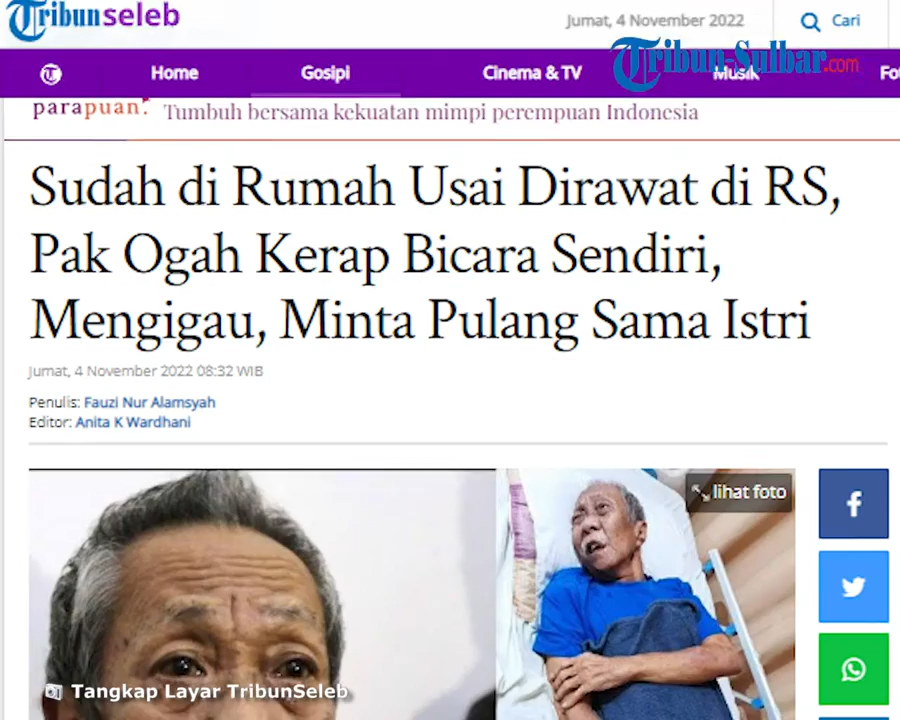 Tribunseleb
Jumat, 4 November 2022
Cari
Tribun-Sulbar.com
Home
Gosipi
Cinema & TV
Musik
Fo
parapuan.
Tumbuh bersama kekuatan mimpi perempuan Indonesia
Sudah di Rumah Usai Dirawat di RS,
Pak Ogah Kerap Bicara Sendiri,
Mengigau, Minta Pulang Sama Istri
Jumat, 4 November 2022 08:32 WIB
Penulis: Fauzi Nur Alamsyah
Editor: Anita K Wardhani
lihat foto
Tangkap Layar TribunSeleb